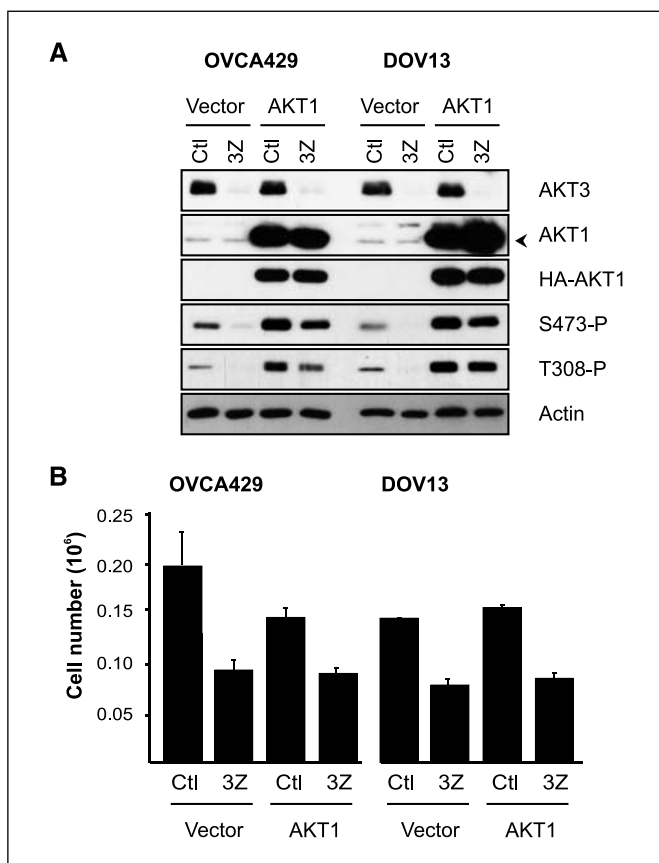 A
OVCA429 DOV13
Vector AKT1 Vector AKT1
Ctl 3Z Ctl 3Z Ctl 3Z Ctl 3Z
AKT3
AKT1
HA-AKT1
S473-P
T308-P
Actin
B
OVCA429 DOV13
Cell number (10⁶)
0.25
0.20
0.15
0.10
0.05
Ctl 3Z Ctl 3Z Ctl 3Z Ctl 3Z
Vector AKT1 Vector AKT1